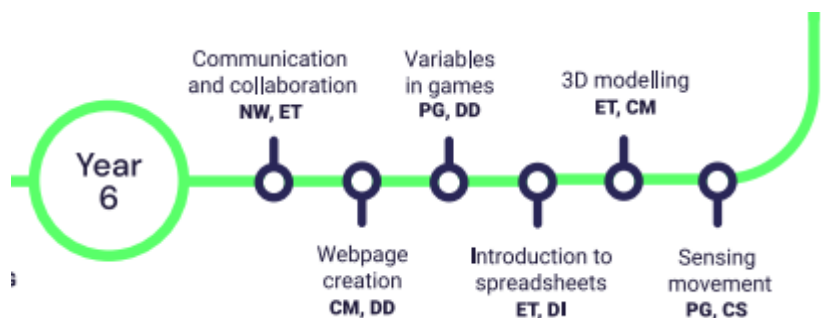 Year
6
Communication
and collaboration
NW, ET
Webpage
creation
CM, DD
Variables
in games
PG, DD
Introduction to
spreadsheets
ET, DI
3D modelling
ET, CM
Sensing
movement
PG, CS